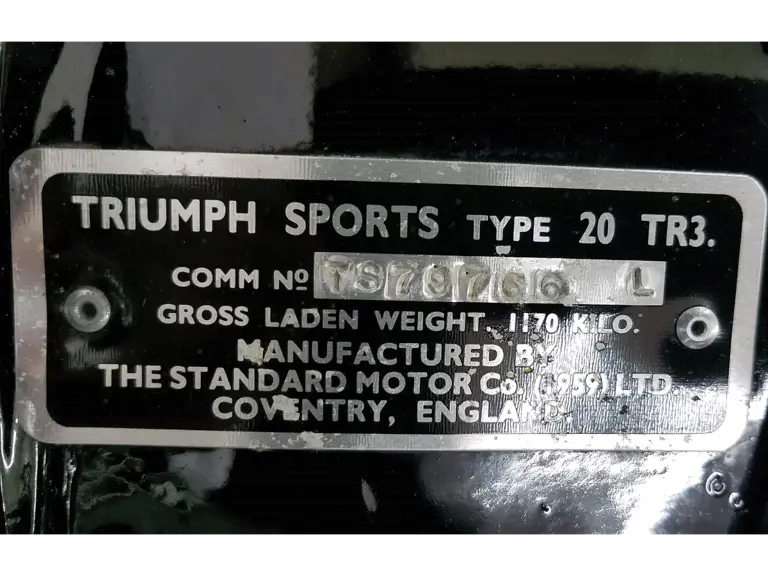 TRIUMPH SPORTS TYPE 20 TR3.
COMM Nº TS79766 L
GROSS LADEN WEIGHT. 1170 KILO.
MANUFACTURED BY
THE STANDARD MOTOR Co. (1959) LTD.
COVENTRY, ENGLAND.